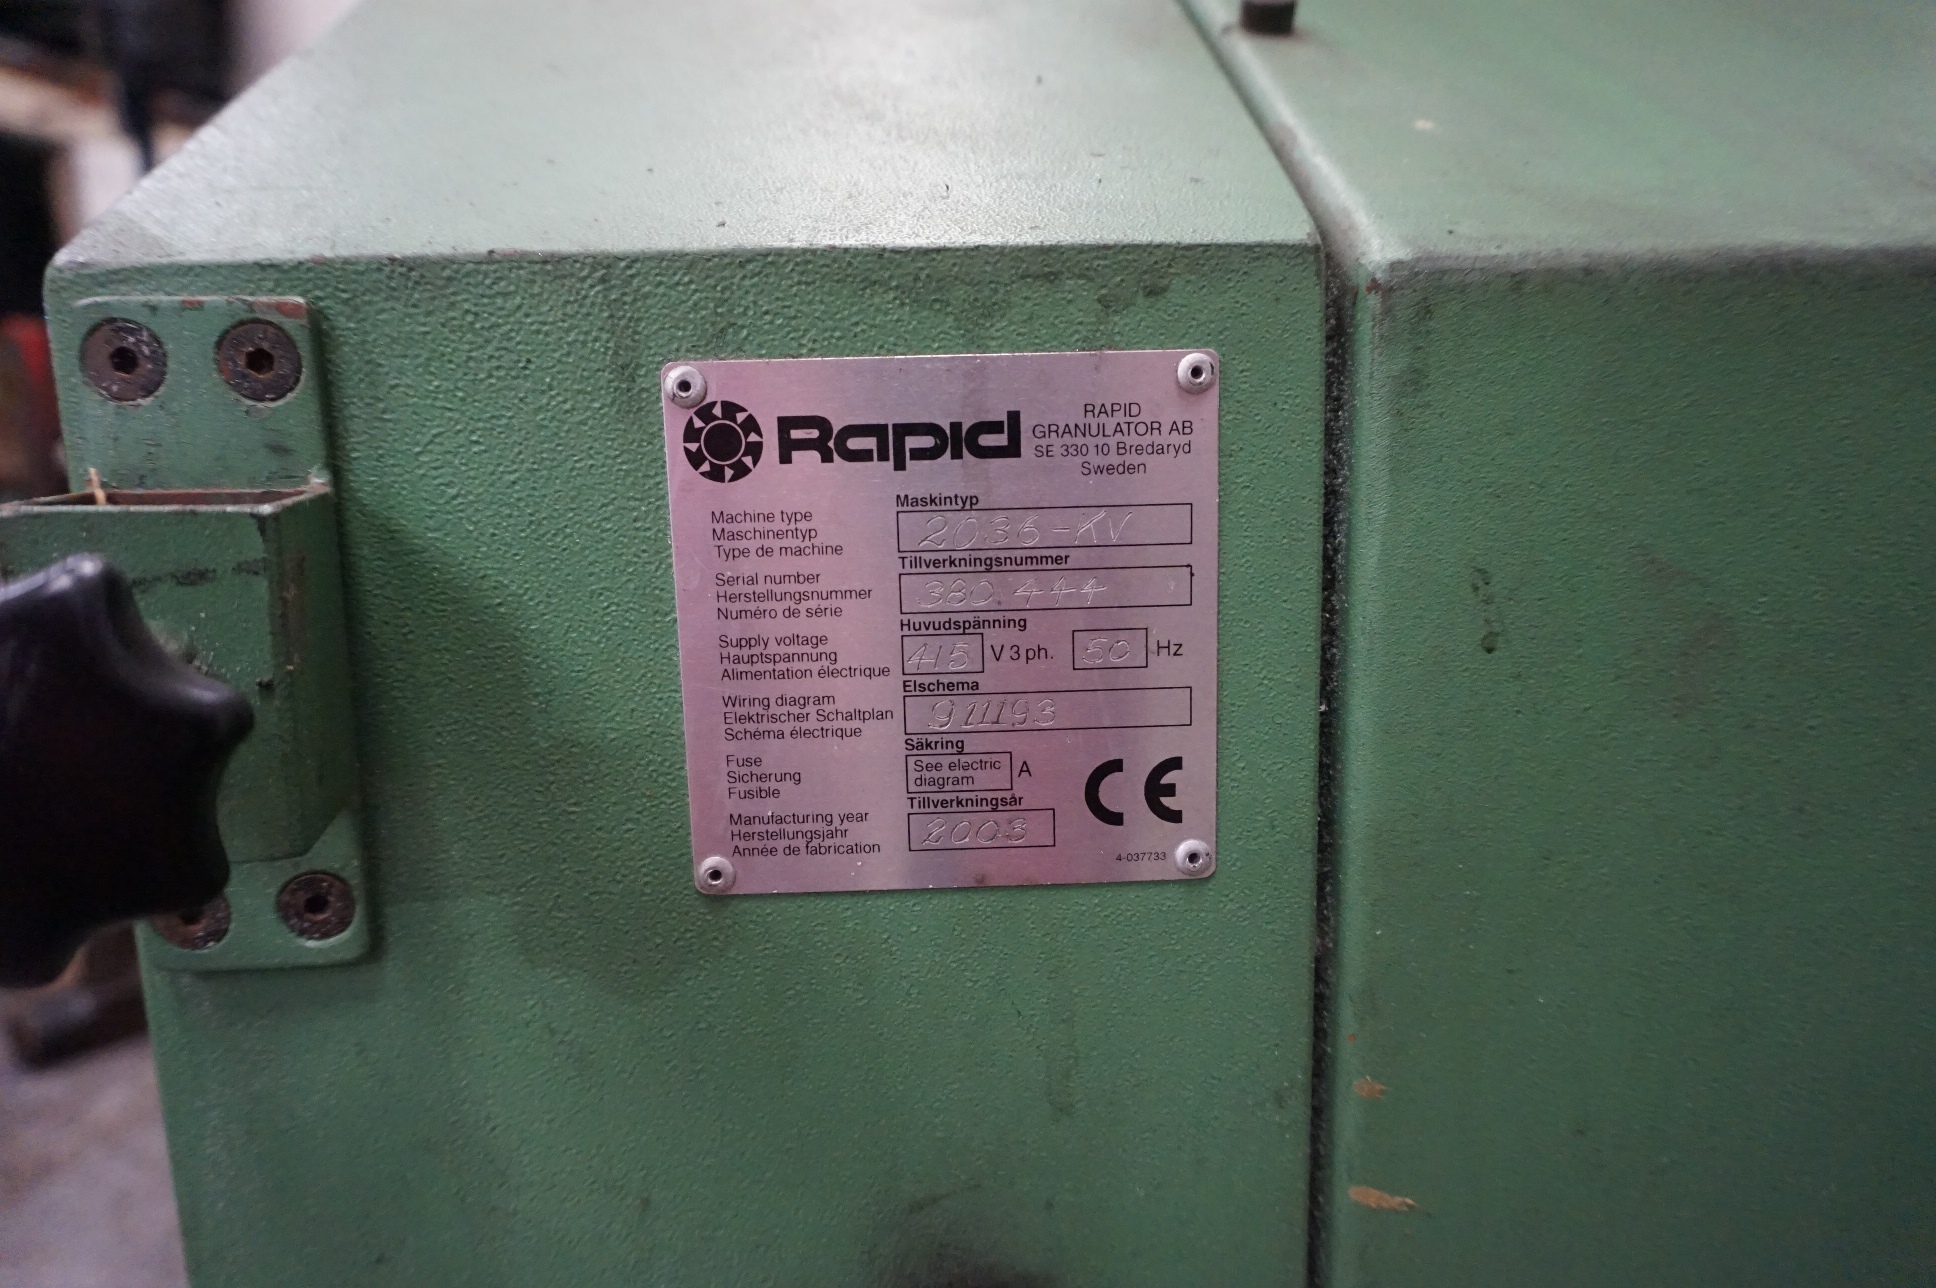 Rapid
RAPID
GRANULATOR AB
SE 330 10 Bredaryd
Sweden
Maskintyp
Machine type
Maschinentyp
Type de machine
2036-KV
Tillverkningsnummer
Serial number
Herstellungsnummer
Numéro de série
380 444
Huvudspänning
Supply voltage
Hauptspannung
Alimentation électrique
415 V 3 ph. 50 Hz
Elschema
Wiring diagram
Elektrischer Schaltplan
Schéma électrique
911193
Säkring
Fuse
Sicherung
Fusible
See electric
diagram
A
CE
Tillverkningsår
Manufacturing year
Herstellungsjahr
Année de fabrication
2003
4-037733